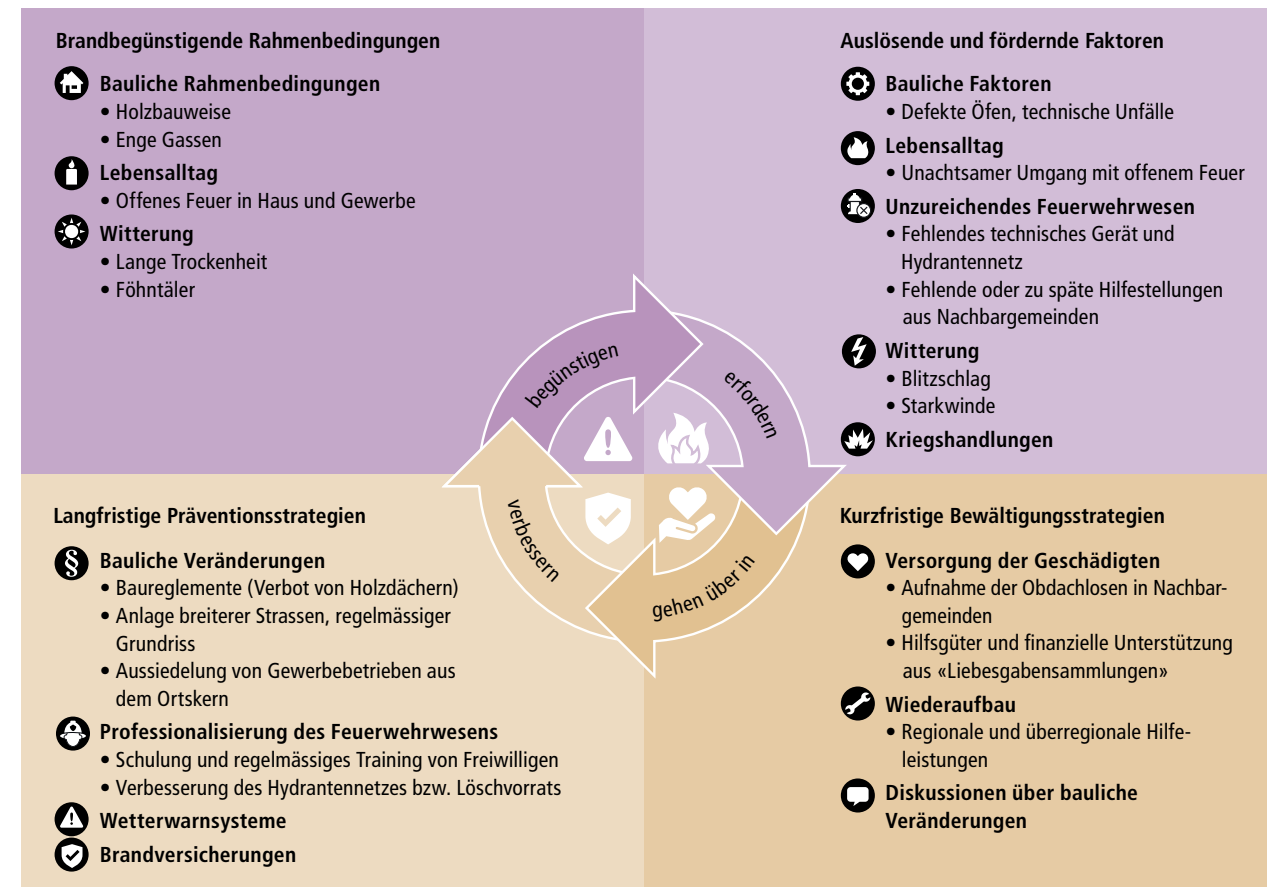 Brandbegünstigende Rahmenbedingungen
Bauliche Rahmenbedingungen
• Holzbauweise
• Enge Gassen
Lebensalltag
• Offenes Feuer in Haus und Gewerbe
Witterung
• Lange Trockenheit
• Föhntäler
Auslösende und fördernde Faktoren
Bauliche Faktoren
• Defekte Öfen, technische Unfälle
Lebensalltag
• Unachtsamer Umgang mit offenem Feuer
Unzureichendes Feuerwehrwesen
• Fehlendes technisches Gerät und
Hydrantennetz
• Fehlende oder zu späte Hilfestellungen
aus Nachbargemeinden
Witterung
• Blitzschlag
• Starkwinde
Kriegshandlungen
begünstigen
erfordern
verbessern
gehen über in
Langfristige Präventionsstrategien
§ Bauliche Veränderungen
• Baureglemente (Verbot von Holzdächern)
• Anlage breiterer Strassen, regelmässiger
Grundriss
• Aussiedelung von Gewerbebetrieben aus
dem Ortskern
Professionalisierung des Feuerwehrwesens
• Schulung und regelmässiges Training von Freiwilligen
• Verbesserung des Hydrantennetzes bzw. Löschvorrats
Wetterwarnsysteme
Brandversicherungen
Kurzfristige Bewältigungsstrategien
Versorgung der Geschädigten
• Aufnahme der Obdachlosen in Nachbar-
gemeinden
• Hilfsgüter und finanzielle Unterstützung
aus «Liebesgabensammlungen»
Wiederaufbau
• Regionale und überregionale Hilfe-
leistungen
Diskussionen über bauliche
Veränderungen